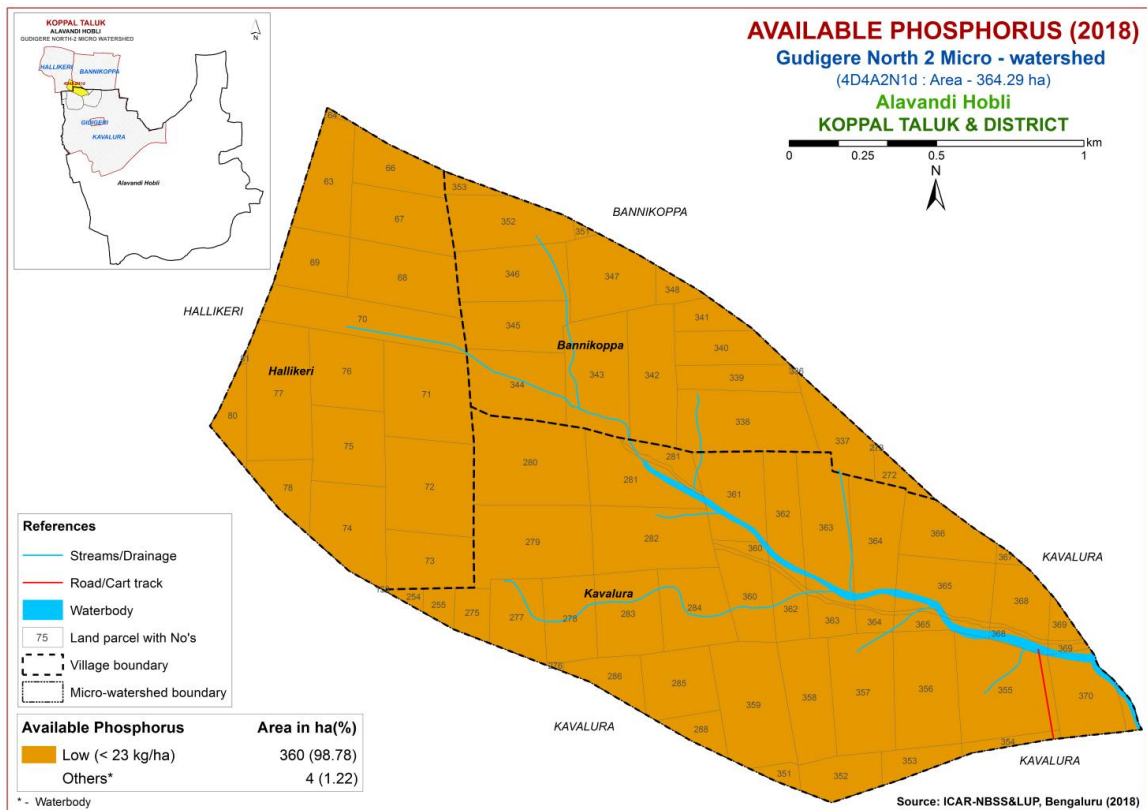 KOPPAL TALUK
ALAVANDI HOBLI
GUDIGERE NORTH-2 MICRO WATERSHED
N
HALLIKERI
BANNIKOPPA
GUDIGERI
KAVALURA
Alavandi Hobli
AVAILABLE PHOSPHORUS (2018)
Gudigere North 2 Micro - watershed
(4D4A2N1d : Area - 364.29 ha)
Alavandi Hobli
KOPPAL TALUK & DISTRICT
0 0.25 0.5 1 km
N
BANNIKOPPA
HALLIKERI
64
66
63
353
67
352
351
69
68
346
347
348
70
345
341
340
Bannikoppa
Hallikeri
76
344
343
342
339
336
77
71
80
338
337
273
272
75
280
281
281
78
72
361
362
363
74
279
282
360
364
366
367
KAVALURA
73
365
254
255
275
277
278
283
Kavalura
284
360
362
363
364
365
368
368
369
369
276
286
285
359
358
357
356
355
370
288
354
KAVALURA
KAVALURA
351
352
353
References
Streams/Drainage
Road/Cart track
Waterbody
75 Land parcel with No's
Village boundary
Micro-watershed boundary
Available Phosphorus Area in ha(%)
Low (< 23 kg/ha) 360 (98.78)
Others* 4 (1.22)
* - Waterbody
Source: ICAR-NBSS&LUP, Bengaluru (2018)